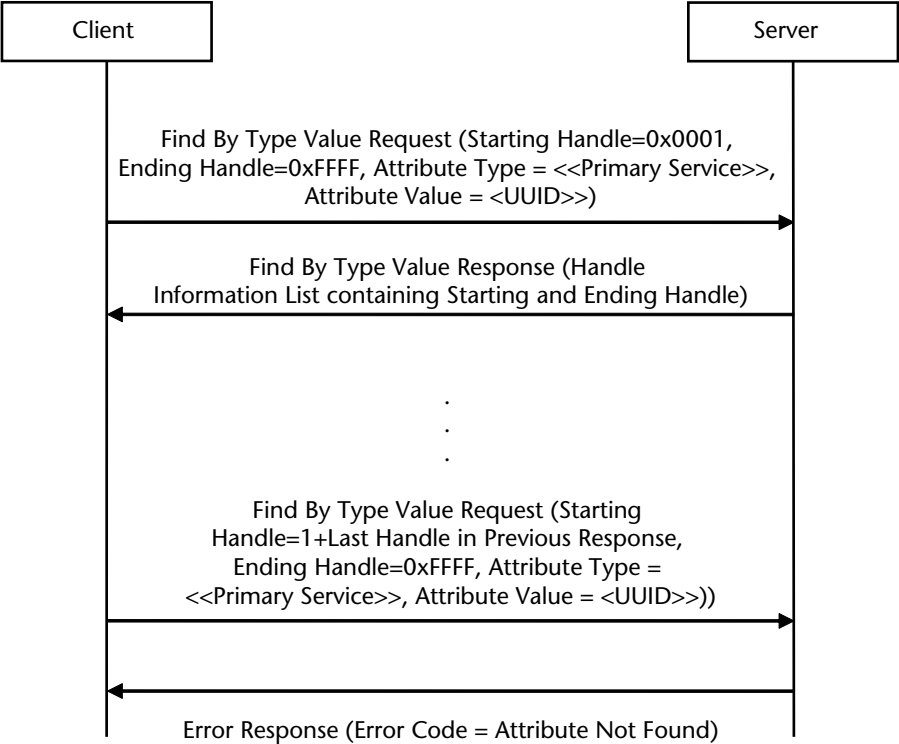 Client
Server
Find By Type Value Request (Starting Handle=0x0001,
Ending Handle=0xFFFF, Attribute Type = <<Primary Service>>,
Attribute Value = <UUID>>)
Find By Type Value Response (Handle
Information List containing Starting and Ending Handle)
.
.
.
Find By Type Value Request (Starting
Handle=1+Last Handle in Previous Response,
Ending Handle=0xFFFF, Attribute Type =
<<Primary Service>>, Attribute Value = <UUID>>))
Error Response (Error Code = Attribute Not Found)